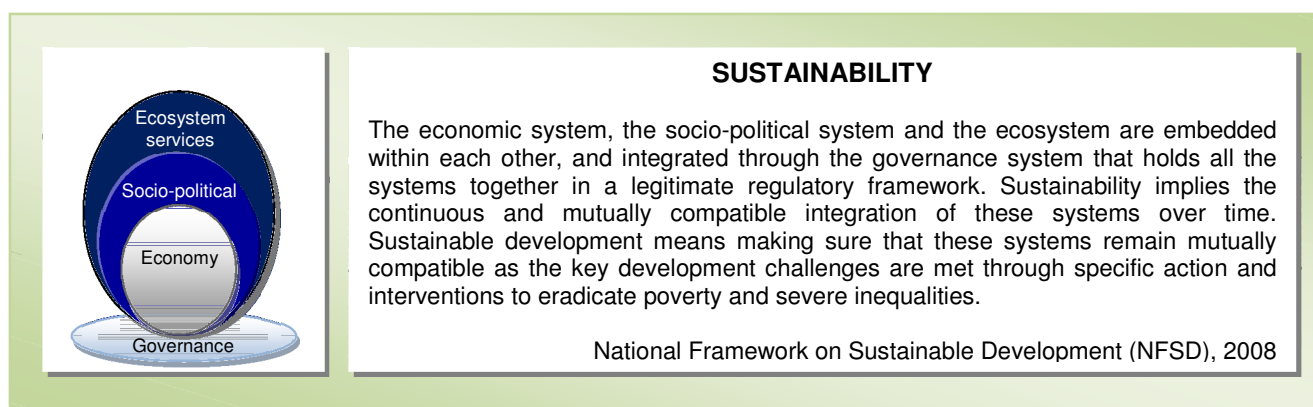 Ecosystem
services
Socio-political
Economy
Governance
SUSTAINABILITY
The economic system, the socio-political system and the ecosystem are embedded
within each other, and integrated through the governance system that holds all the
systems together in a legitimate regulatory framework. Sustainability implies the
continuous and mutually compatible integration of these systems over time.
Sustainable development means making sure that these systems remain mutually
compatible as the key development challenges are met through specific action and
interventions to eradicate poverty and severe inequalities.
National Framework on Sustainable Development (NFSD), 2008